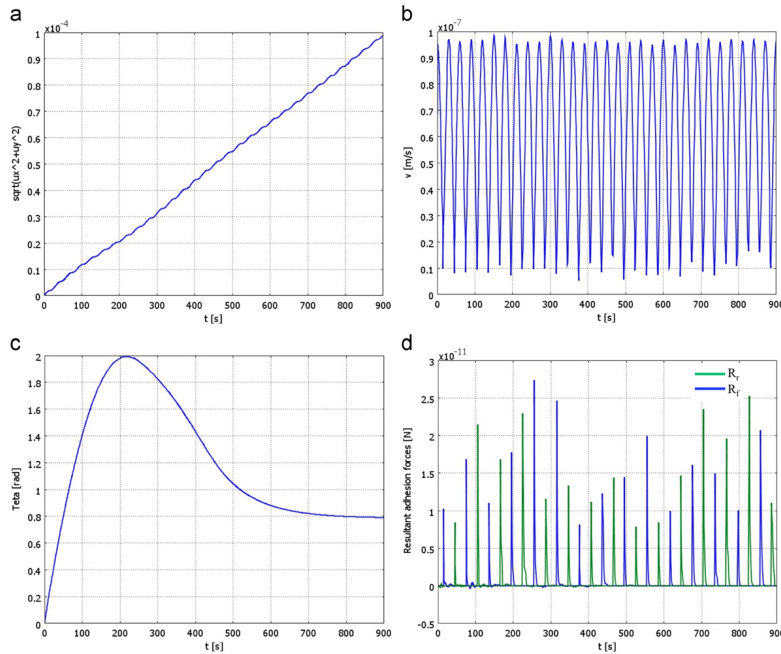 a
x10^-4
1
0.9
0.8
0.7
0.6
0.5
0.4
0.3
0.2
0.1
0
sqrt(ux^2+uy^2)
0 100 200 300 400 500 600 700 800 900
t [s]
b
x10^-7
1
0.9
0.8
0.7
0.6
0.5
0.4
0.3
0.2
0.1
0
v [m/s]
0 100 200 300 400 500 600 700 800 900
t [s]
c
2
1.8
1.6
1.4
1.2
1
0.8
0.6
0.4
0.2
0
Teta [rad]
0 100 200 300 400 500 600 700 800 900
t [s]
d
x10^-11
3
2.5
2
1.5
1
0.5
0
-0.5
Resultant adhesion forces [N]
R_r
R_f
0 100 200 300 400 500 600 700 800 900
t [s]